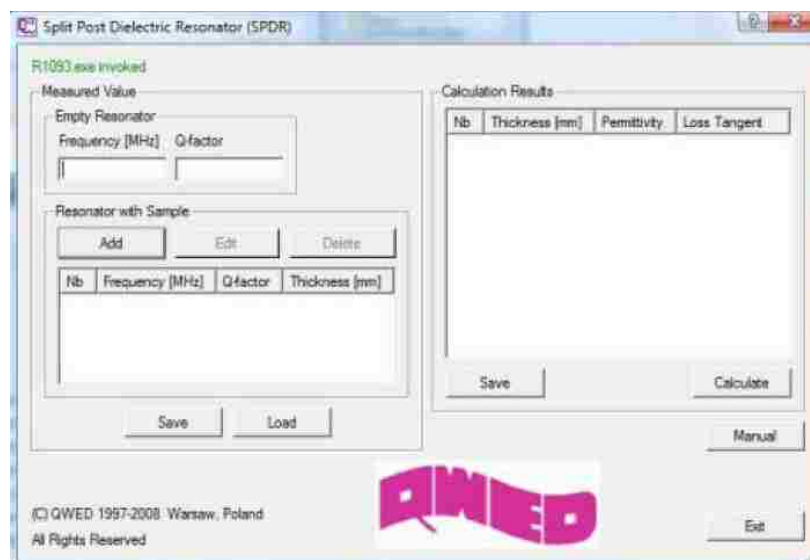 Split Post Dielectric Resonator (SPDR)
R1093.exe invoked
Measured Value
Empty Resonator
Frequency [MHz] Q-factor
Resonator with Sample
Add Edit Delete
Nb Frequency [MHz] Q-factor Thickness [mm]
Save Load
Calculation Results
Nb Thickness [mm] Permittivity Loss Tangent
Save Calculate
Manual
QWED
(C) QWED 1997-2008 Warsaw, Poland
All Rights Reserved
Exit